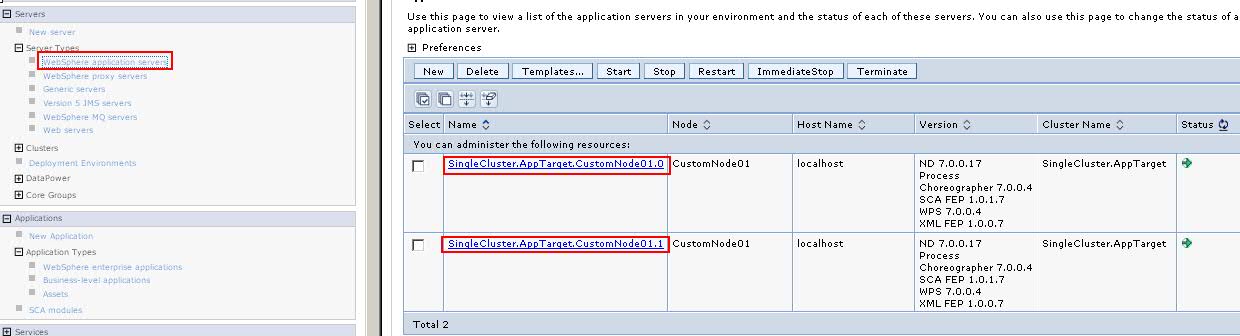 Servers
New server
Server Types
WebSphere application servers
WebSphere proxy servers
Generic servers
Version 5 JMS servers
WebSphere MQ servers
Web servers
Clusters
Deployment Environments
DataPower
Core Groups
Applications
New Application
Application Types
WebSphere enterprise applications
Business-level applications
Assets
SCA modules
Services
Use this page to view a list of the application servers in your environment and the status of each of these servers. You can also use this page to change the status of a
application server.
Preferences
New Delete Templates... Start Stop Restart ImmediateStop Terminate
Select Name Node Host Name Version Cluster Name Status
You can administer the following resources:
SingleCluster.AppTarget.CustomNode01.0 CustomNode01 localhost ND 7.0.0.17 SingleCluster.AppTarget
Process
Choreographer 7.0.0.4
SCA FEP 1.0.1.7
WPS 7.0.0.4
XML FEP 1.0.0.7
SingleCluster.AppTarget.CustomNode01.1 CustomNode01 localhost ND 7.0.0.17 SingleCluster.AppTarget
Process
Choreographer 7.0.0.4
SCA FEP 1.0.1.7
WPS 7.0.0.4
XML FEP 1.0.0.7
Total 2